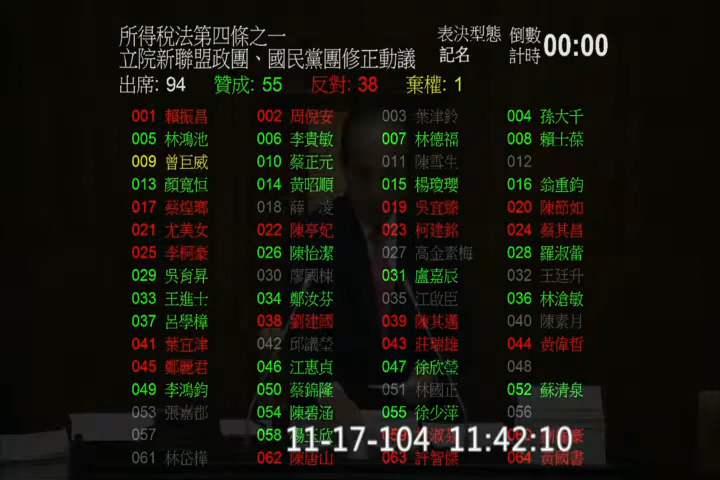 所得稅法第四條之一
立院新聯盟政團、國民黨團修正動議
表決型態 記名
倒數計時 00:00
出席: 94 贊成: 55 反對: 38 棄權: 1
001 賴振昌 002 周倪安 003 葉津鈴 004 孫大千
005 林鴻池 006 李貴敏 007 林德福 008 賴士葆
009 曾巨威 010 蔡正元 011 陳雪生 012
013 顏寬恒 014 黃昭順 015 楊瓊瓔 016 翁重鈞
017 蔡煌瑯 018 薛 凌 019 吳宜臻 020 陳節如
021 尤美女 022 陳亭妃 023 柯建銘 024 蔡其昌
025 李桐豪 026 陳怡潔 027 高金素梅 028 羅淑蕾
029 吳育昇 030 廖國棟 031 盧嘉辰 032 王廷升
033 王進士 034 鄭汝芬 035 江啟臣 036 林滄敏
037 呂學樟 038 劉建國 039 陳其邁 040 陳素月
041 葉宜津 042 邱議瑩 043 莊瑞雄 044 黃偉哲
045 鄭麗君 046 江惠貞 047 徐欣瑩 048
049 李鴻鈞 050 蔡錦隆 051 林國正 052 蘇清泉
053 張嘉郡 054 陳碧涵 055 徐少萍 056
057 058
11-17-104 11:42:10
061 林岱樺 062 陳唐山 063 許智傑 064 黃國書